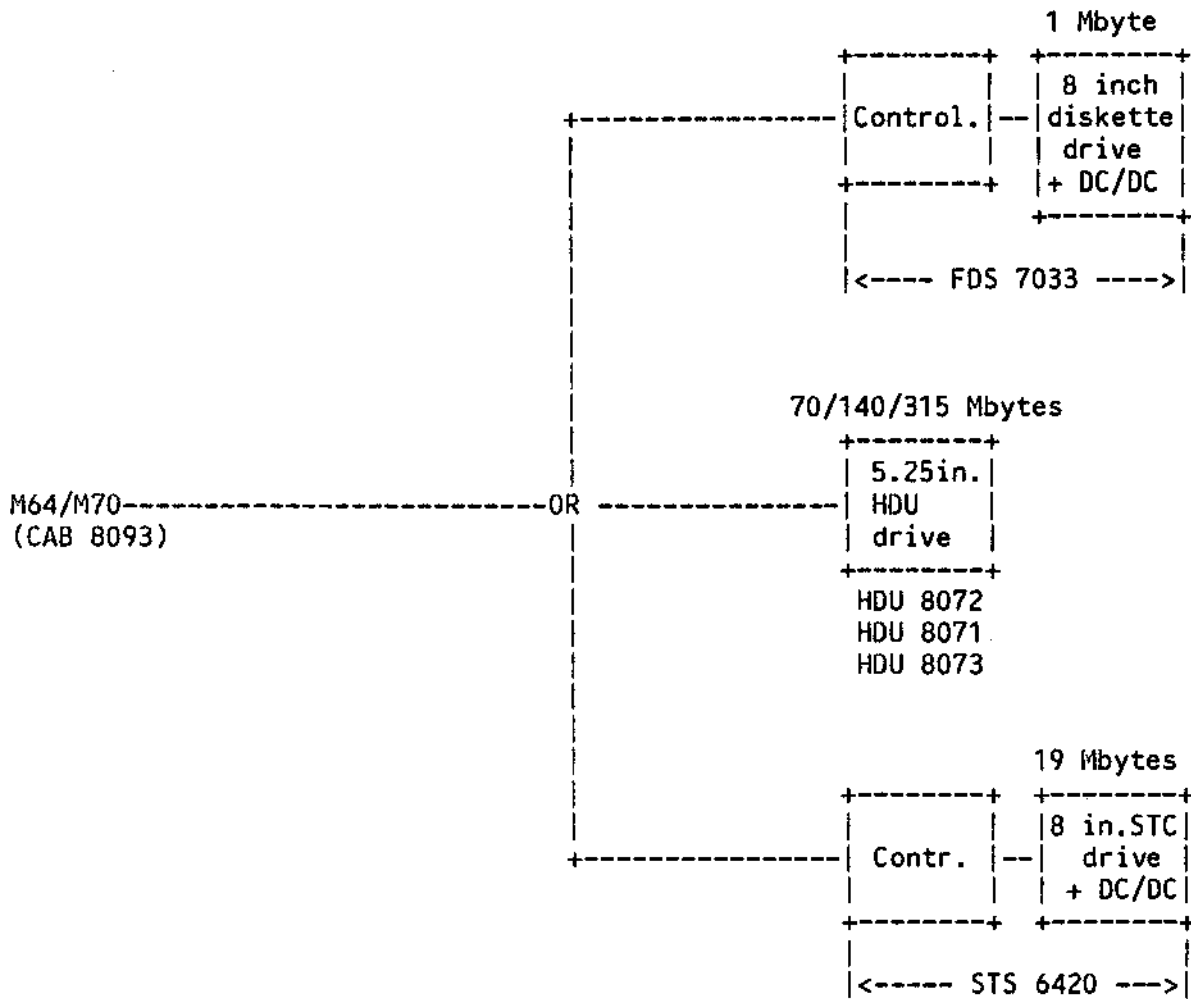 1 Mbyte
8 inch
Control. diskette
drive
+ DC/DC
FDS 7033
70/140/315 Mbytes
5.25in.
M64/M70 OR HDU
(CAB 8093) drive
HDU 8072
HDU 8071
HDU 8073
19 Mbytes
8 in.STC
Contr. drive
+ DC/DC
STS 6420